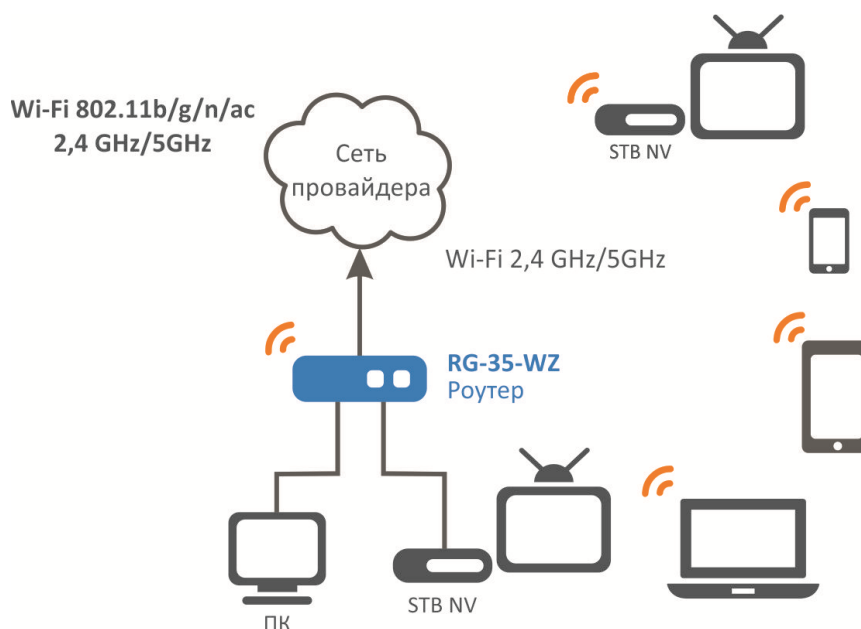 Wi-Fi 802.11b/g/n/ac
2,4 GHz/5GHz
Сеть
провайдера
STB NV
Wi-Fi 2,4 GHz/5GHz
RG-35-WZ
Роутер
STB NV
ПК